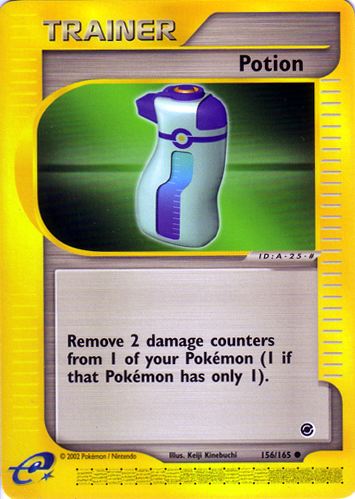 TRAINER
Potion
ID:A-25-#
Remove 2 damage counters
from 1 of your Pokémon (1 if
that Pokémon has only 1).
©2002 Pokémon / Nintendo
Illus. Keiji Kinebuchi
156/165 ●
e